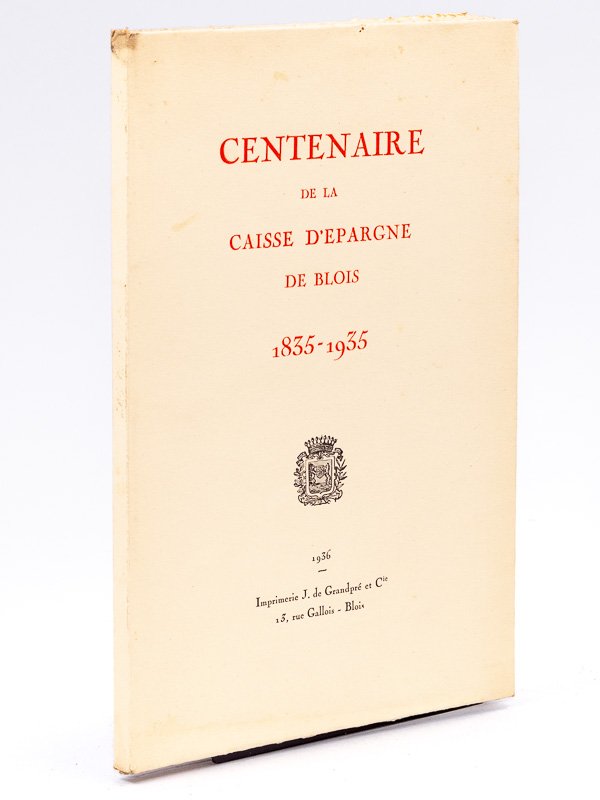 CENTENAIRE
DE LA
CAISSE D'EPARGNE
DE BLOIS
1835-1935
1936
Imprimerie J. de Grandpré et Cie
13, rue Gallois - Blois